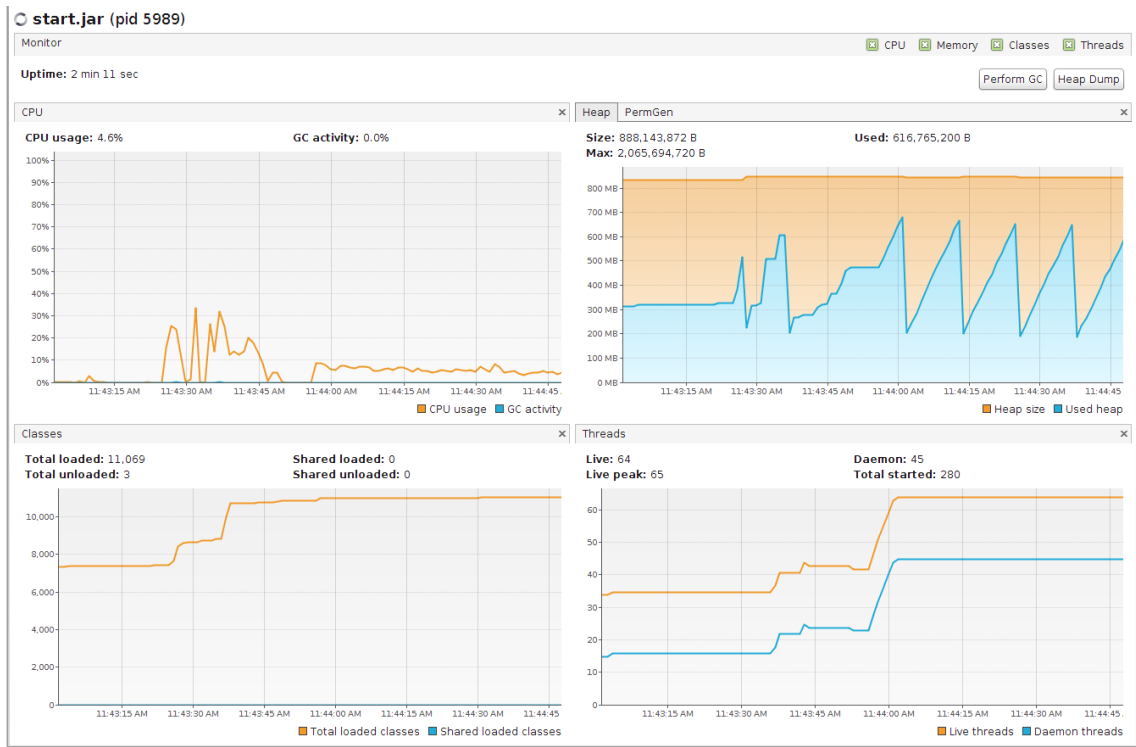 start.jar (pid 5989)
Monitor
CPU Memory Classes Threads
Uptime: 2 min 11 sec
Perform GC Heap Dump
CPU
CPU usage: 4.6% GC activity: 0.0%
100%
90%
80%
70%
60%
50%
40%
30%
20%
10%
0%
11:43:15 AM 11:43:30 AM 11:43:45 AM 11:44:00 AM 11:44:15 AM 11:44:30 AM 11:44:45 .
CPU usage GC activity
Heap PermGen
Size: 888,143,872 B Used: 616,765,200 B
Max: 2,065,694,720 B
800 MB
700 MB
600 MB
500 MB
400 MB
300 MB
200 MB
100 MB
0 MB
11:43:15 AM 11:43:30 AM 11:43:45 AM 11:44:00 AM 11:44:15 AM 11:44:30 AM 11:44:45
Heap size Used heap
Classes
Total loaded: 11,069 Shared loaded: 0
Total unloaded: 3 Shared unloaded: 0
10,000
8,000
6,000
4,000
2,000
0
11:43:15 AM 11:43:30 AM 11:43:45 AM 11:44:00 AM 11:44:15 AM 11:44:30 AM 11:44:45
Total loaded classes Shared loaded classes
Threads
Live: 64 Daemon: 45
Live peak: 65 Total started: 280
60
50
40
30
20
10
0
11:43:15 AM 11:43:30 AM 11:43:45 AM 11:44:00 AM 11:44:15 AM 11:44:30 AM 11:44:45 .
Live threads Daemon threads